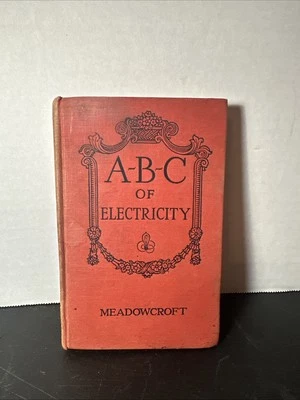 A-B-C
OF
ELECTRICITY
MEADOWCROFT